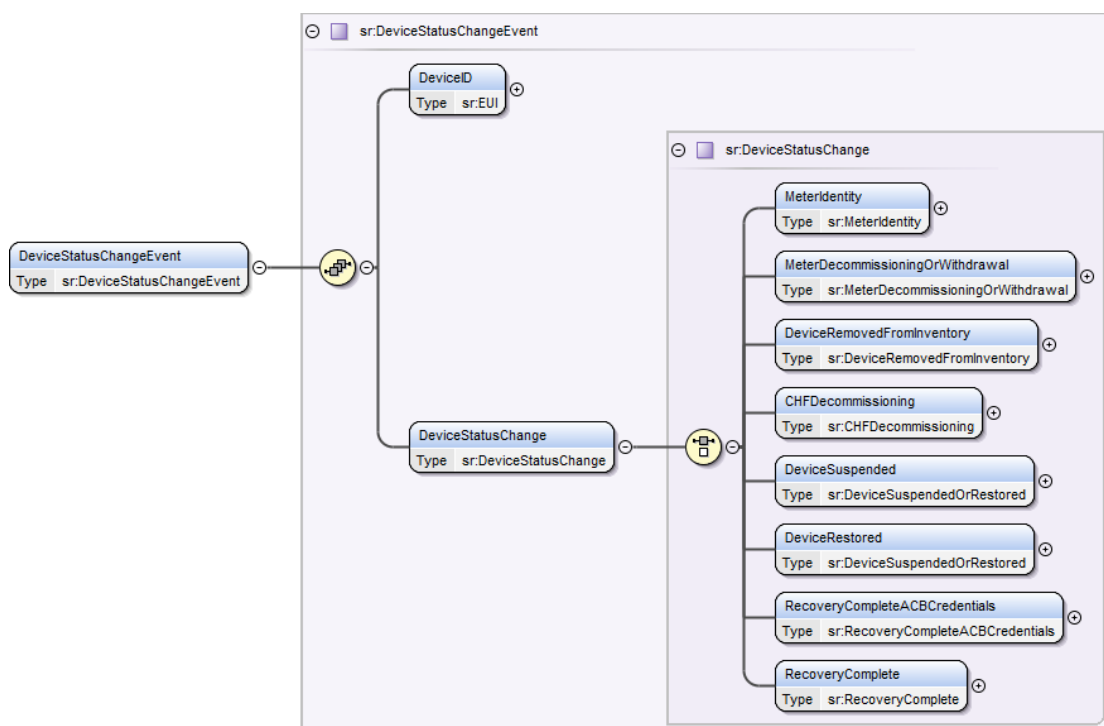 sr:DeviceStatusChangeEvent
DeviceID
Type sr:EUI
sr:DeviceStatusChange
MeterIdentity
Type sr:MeterIdentity
DeviceStatusChangeEvent
Type sr:DeviceStatusChangeEvent
MeterDecommissioningOrWithdrawal
Type sr:MeterDecommissioningOrWithdrawal
DeviceRemovedFromInventory
Type sr:DeviceRemovedFromInventory
CHFDecommissioning
Type sr:CHFDecommissioning
DeviceStatusChange
Type sr:DeviceStatusChange
DeviceSuspended
Type sr:DeviceSuspendedOrRestored
DeviceRestored
Type sr:DeviceSuspendedOrRestored
RecoveryCompleteACBCredentials
Type sr:RecoveryCompleteACBCredentials
RecoveryComplete
Type sr:RecoveryComplete